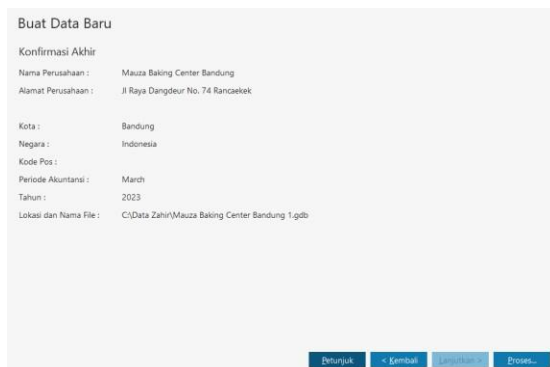 Buat Data Baru
Konfirmasi Akhir
Nama Perusahaan : Mauza Baking Center Bandung
Alamat Perusahaan : Jl Raya Dangdeur No. 74 Rancaekek
Kota : Bandung
Negara : Indonesia
Kode Pos :
Periode Akuntansi : March
Tahun : 2023
Lokasi dan Nama File : C:\Data Zahir\Mauza Baking Center Bandung 1.gdb
Petunjuk < Kembali Lanjutkan > Proses...